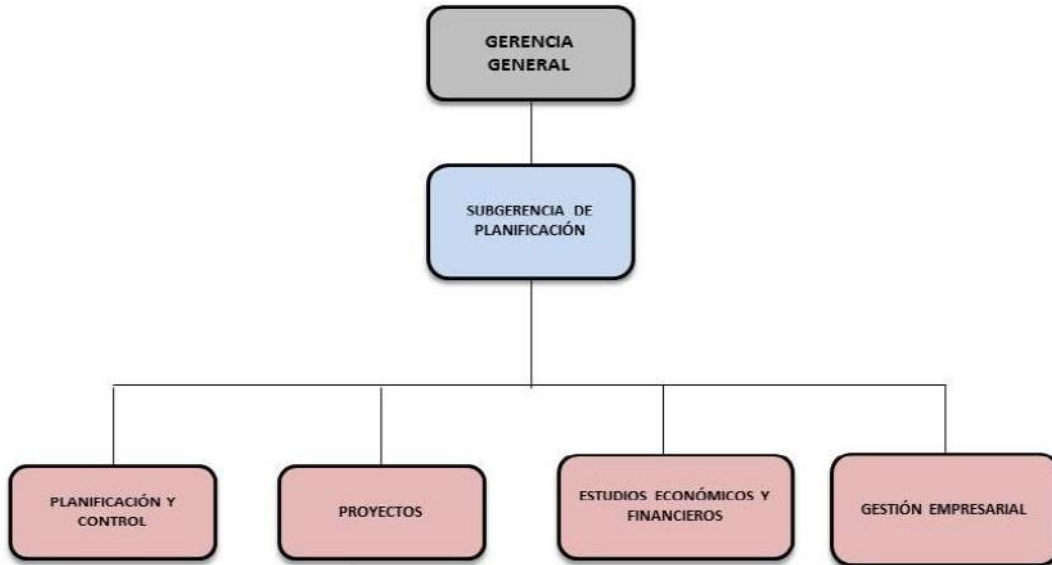 GERENCIA
GENERAL
SUBGERENCIA DE
PLANIFICACIÓN
PLANIFICACIÓN Y
CONTROL
PROYECTOS
ESTUDIOS ECONÓMICOS Y
FINANCIEROS
GESTIÓN EMPRESARIAL